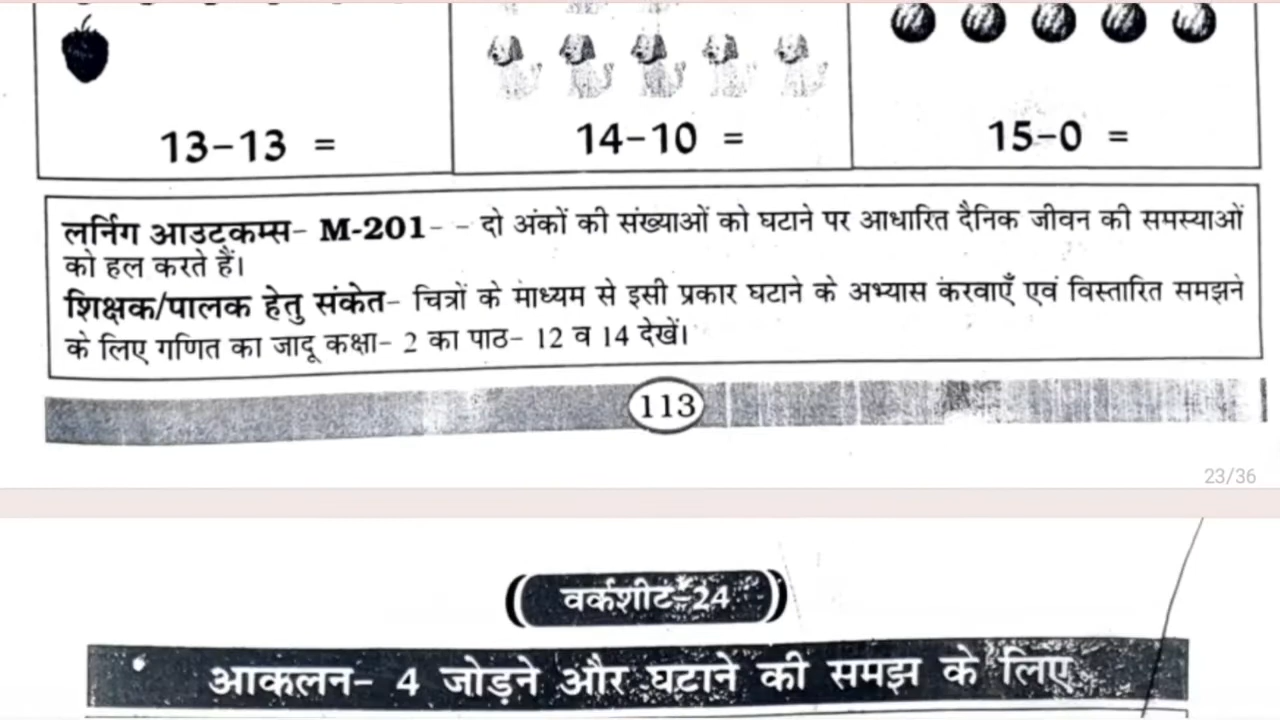 13-13 =
14-10 =
15-0 =
लर्निंग आउटकम्स- M-201- - दो अंकों की संख्याओं को घटाने पर आधारित दैनिक जीवन की समस्याओं
को हल करते हैं।
शिक्षक/पालक हेतु संकेत- चित्रों के माध्यम से इसी प्रकार घटाने के अभ्यास करवाएँ एवं विस्तारित समझने
के लिए गणित का जादू कक्षा- 2 का पाठ- 12 व 14 देखें।
113
23/36
वर्कशीट-24
आकलन- 4 जोड़ने और घटाने की समझ के लिए